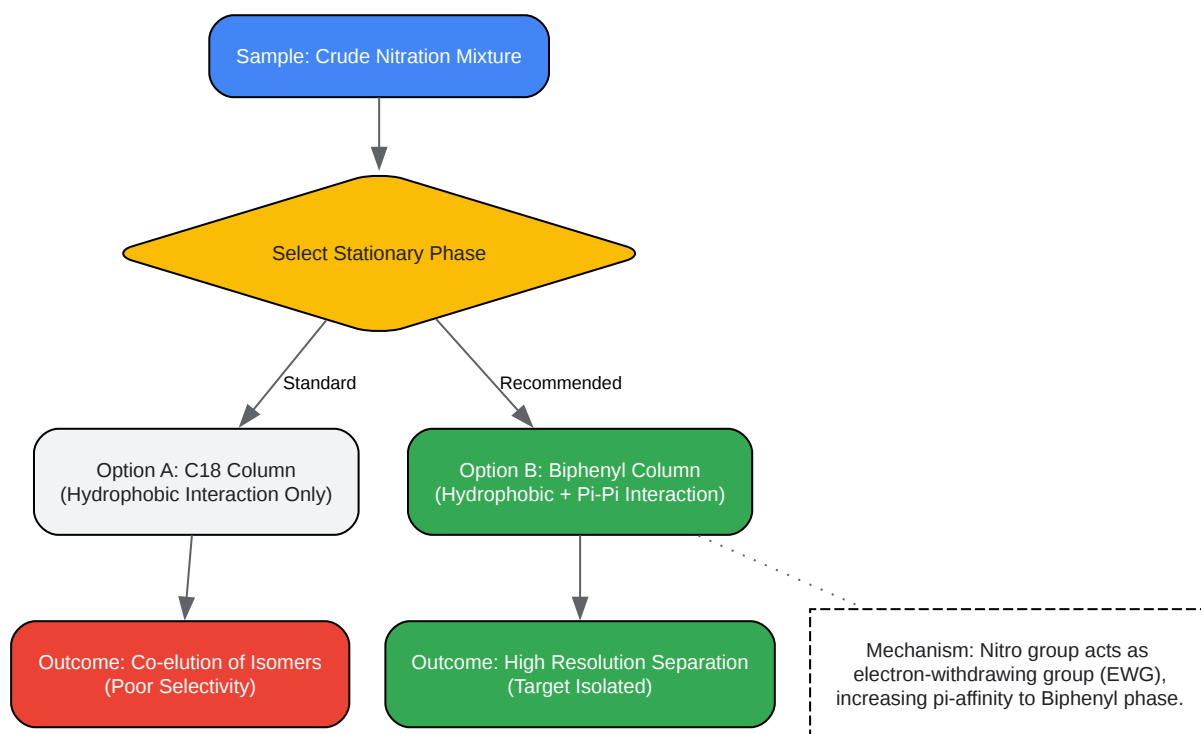 Sample: Crude Nitration Mixture
Select Stationary Phase
Standard
Recommended
Option A: C18 Column
(Hydrophobic Interaction Only)
Option B: Biphenyl Column
(Hydrophobic + Pi-Pi Interaction)
Outcome: Co-elution of Isomers
(Poor Selectivity)
Outcome: High Resolution Separation
(Target Isolated)
Mechanism: Nitro group acts as
electron-withdrawing group (EWG),
increasing pi-affinity to Biphenyl phase.